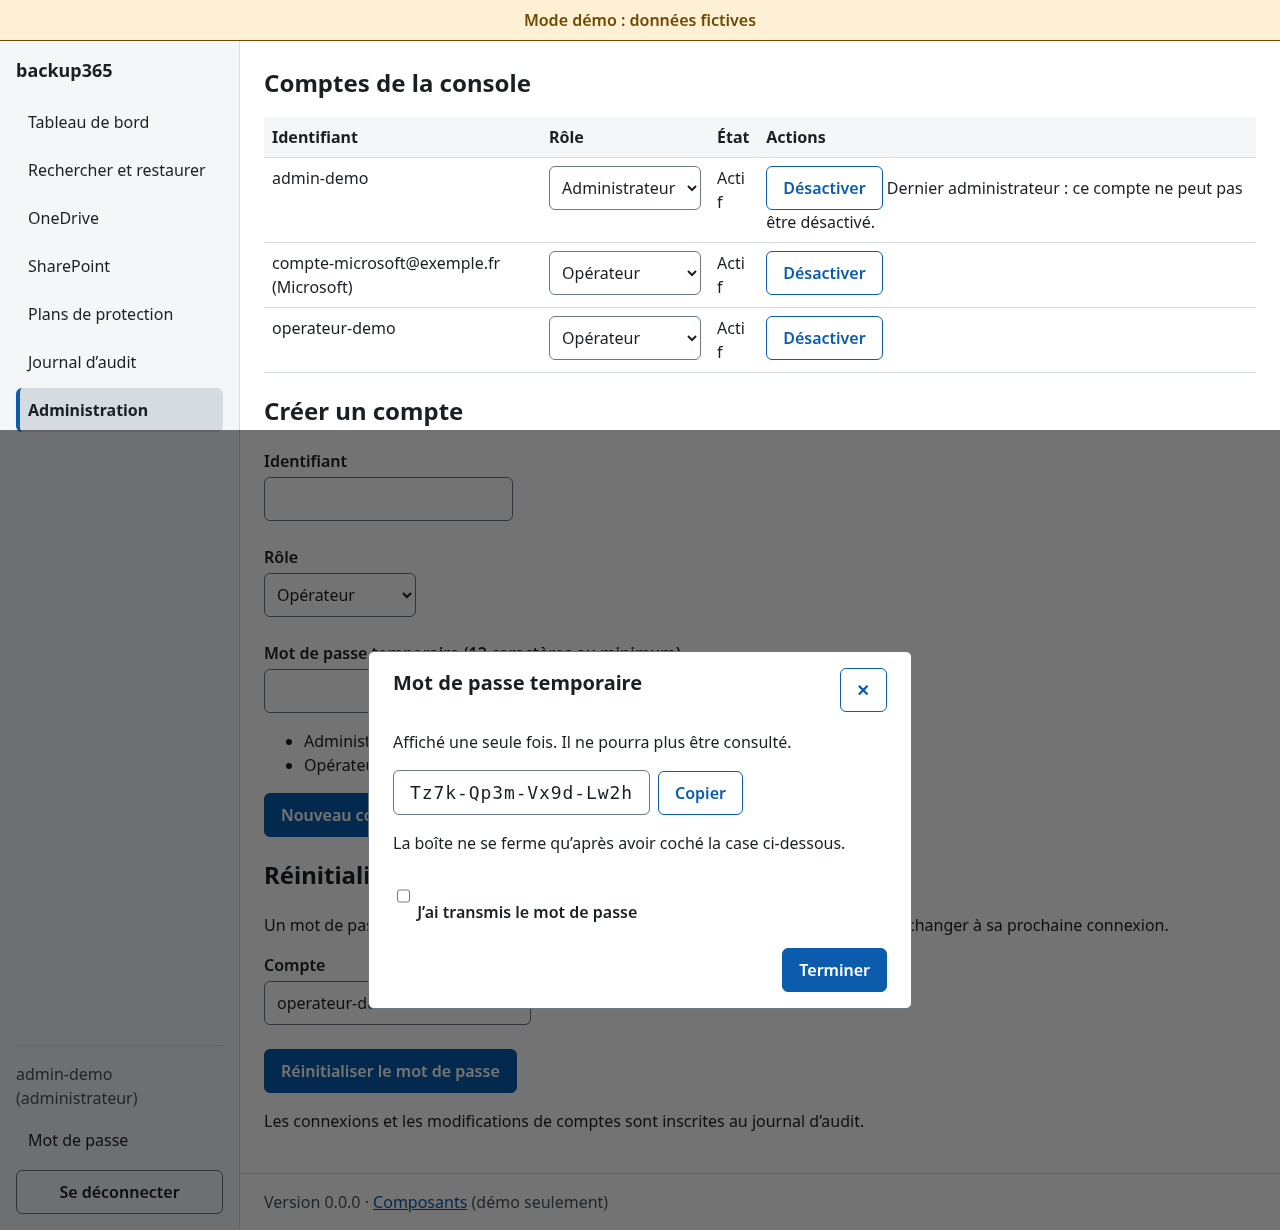 Mode démo : données fictives
backup365
Tableau de bord
Rechercher et restaurer
OneDrive
SharePoint
Plans de protection
Journal d’audit
Administration
admin-demo
(administrateur)
Mot de passe
Se déconnecter
Comptes de la console
Identifiant Rôle État Actions
admin-demo Administrateur Acti
f Désactiver Dernier administrateur : ce compte ne peut pas
être désactivé.
compte-microsoft@exemple.fr
(Microsoft) Opérateur Acti
f Désactiver
operateur-demo Opérateur Acti
f Désactiver
Créer un compte
Identifiant
Rôle
Opérateur
Mot de passe
Nouveau
Un mot de
changer à sa prochaine connexion.
Compte
Réinitialiser le mot de passe
Les connexions et les modifications de comptes sont inscrites au journal d’audit.
Version 0.0.0 · Composants (démo seulement)
Mot de passe temporaire
×
Affiché une seule fois. Il ne pourra plus être consulté.
Tz7k-Qp3m-Vx9d-Lw2h
Copier
La boîte ne se ferme qu’après avoir coché la case ci-dessous.
J’ai transmis le mot de passe
Terminer